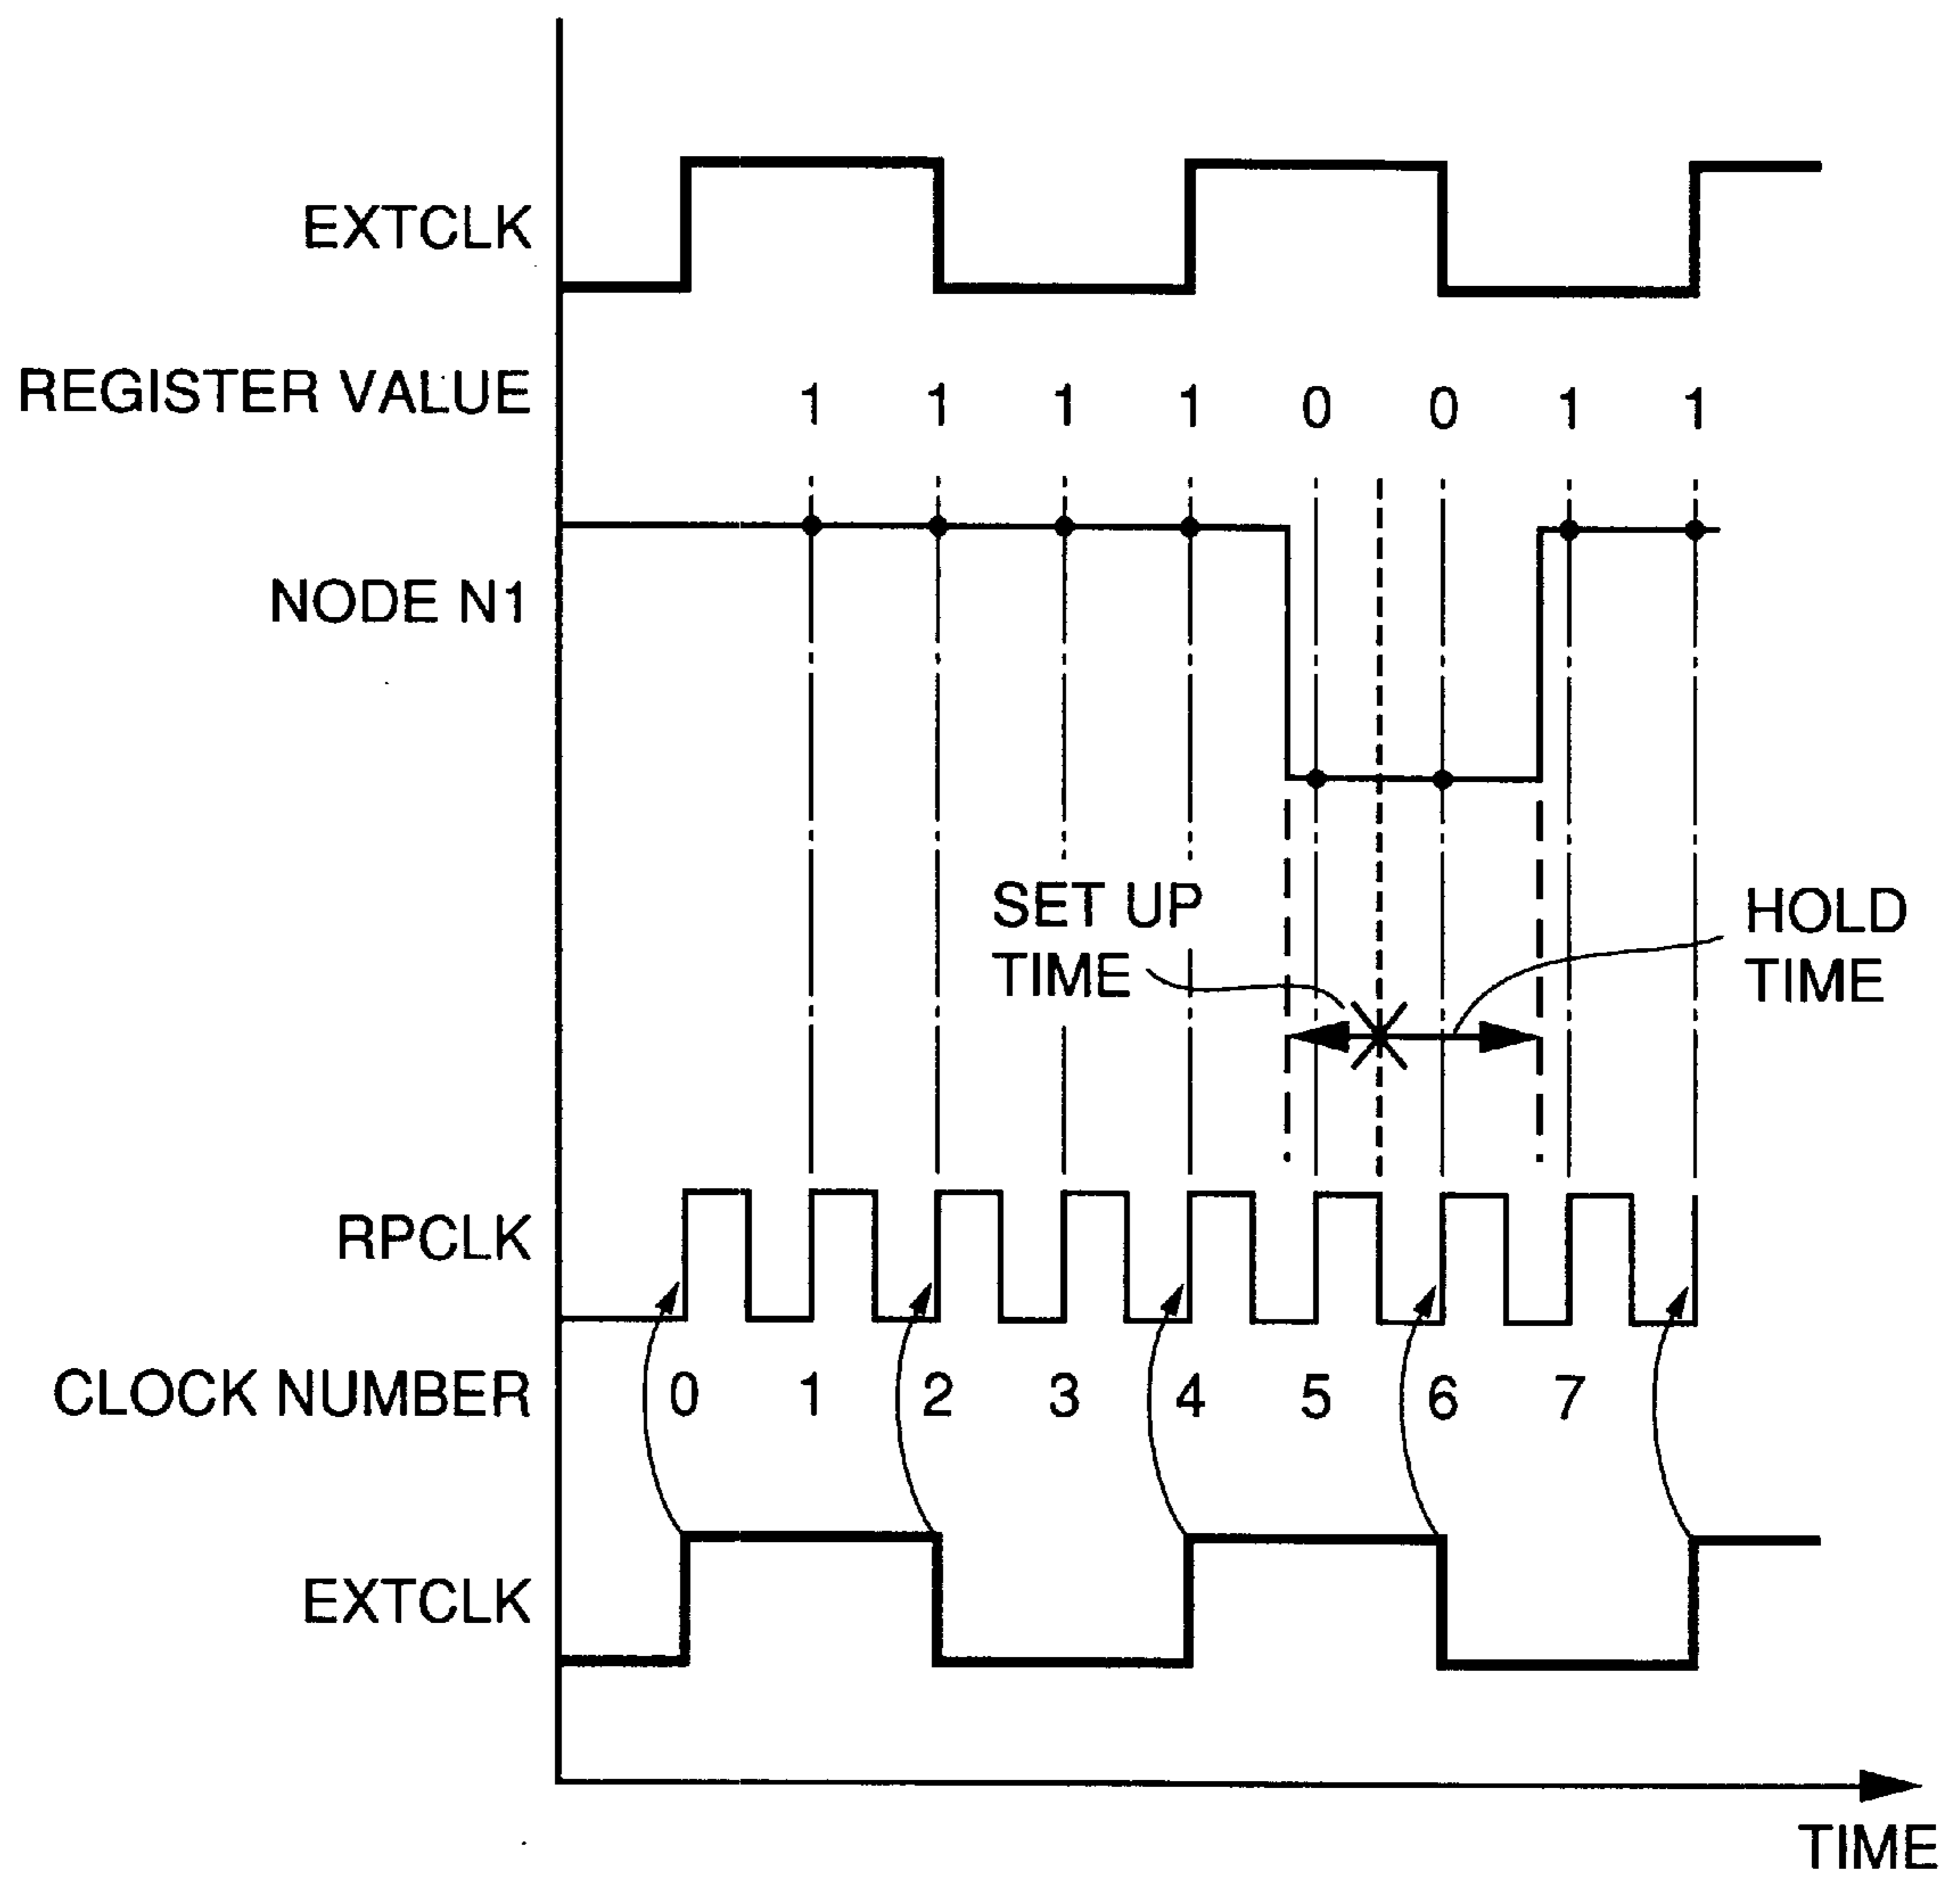 EXTCLK
REGISTER VALUE 1 1 1 1 0 0 1 1
NODE N1
SET UP
TIME
HOLD
TIME
RPCLK
CLOCK NUMBER 0 1 2 3 4 5 6 7
EXTCLK
TIME